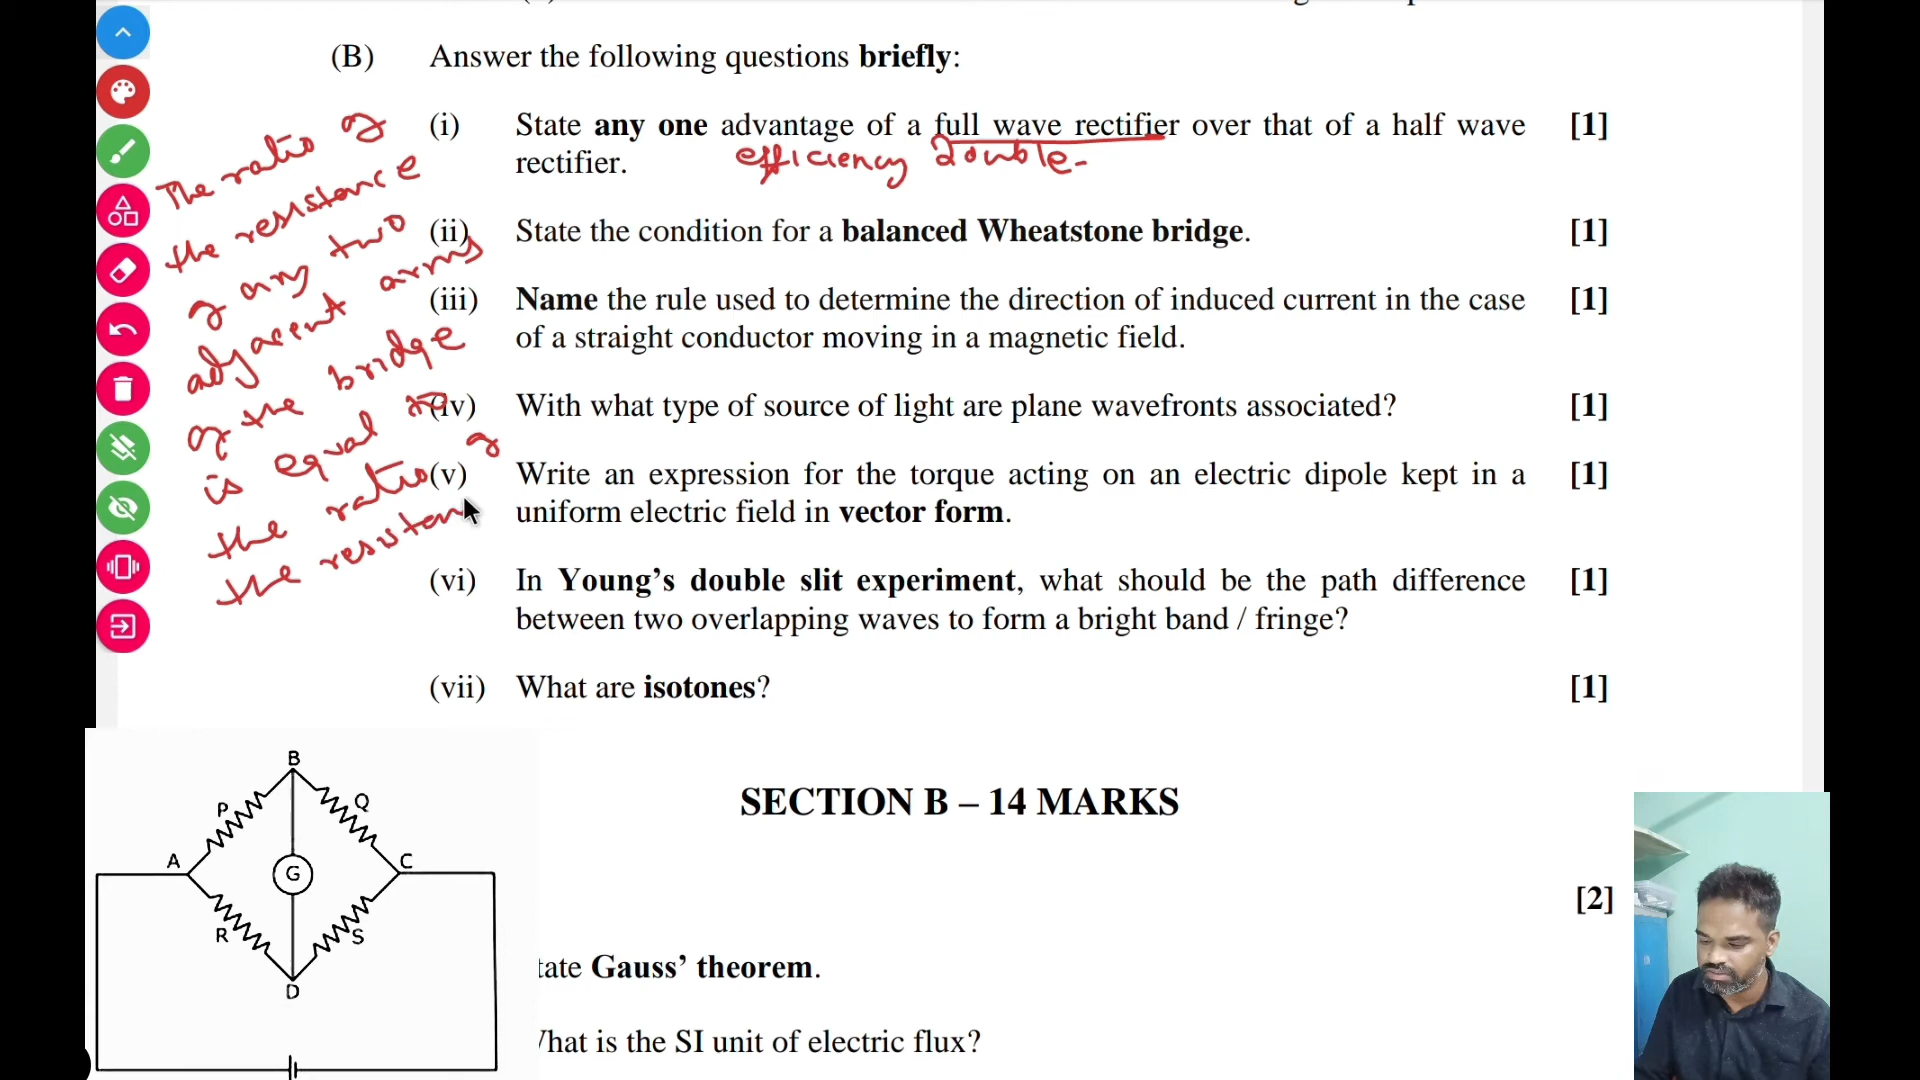 (B) Answer the following questions briefly:
(i) State any one advantage of a full wave rectifier over that of a half wave [1]
rectifier.
efficiency double-
(ii) State the condition for a balanced Wheatstone bridge. [1]
(iii) Name the rule used to determine the direction of induced current in the case [1]
of a straight conductor moving in a magnetic field.
(iv) With what type of source of light are plane wavefronts associated? [1]
(v) Write an expression for the torque acting on an electric dipole kept in a [1]
uniform electric field in vector form.
(vi) In Young’s double slit experiment, what should be the path difference [1]
between two overlapping waves to form a bright band / fringe?
(vii) What are isotones? [1]
The ratio of
the resistance
of any two
adjacent arms
of the bridge
is equal to
the ratio of
the resistan
SECTION B – 14 MARKS
[2]
tate Gauss’ theorem.
hat is the SI unit of electric flux?
B
P
Q
A
G
C
R
S
D